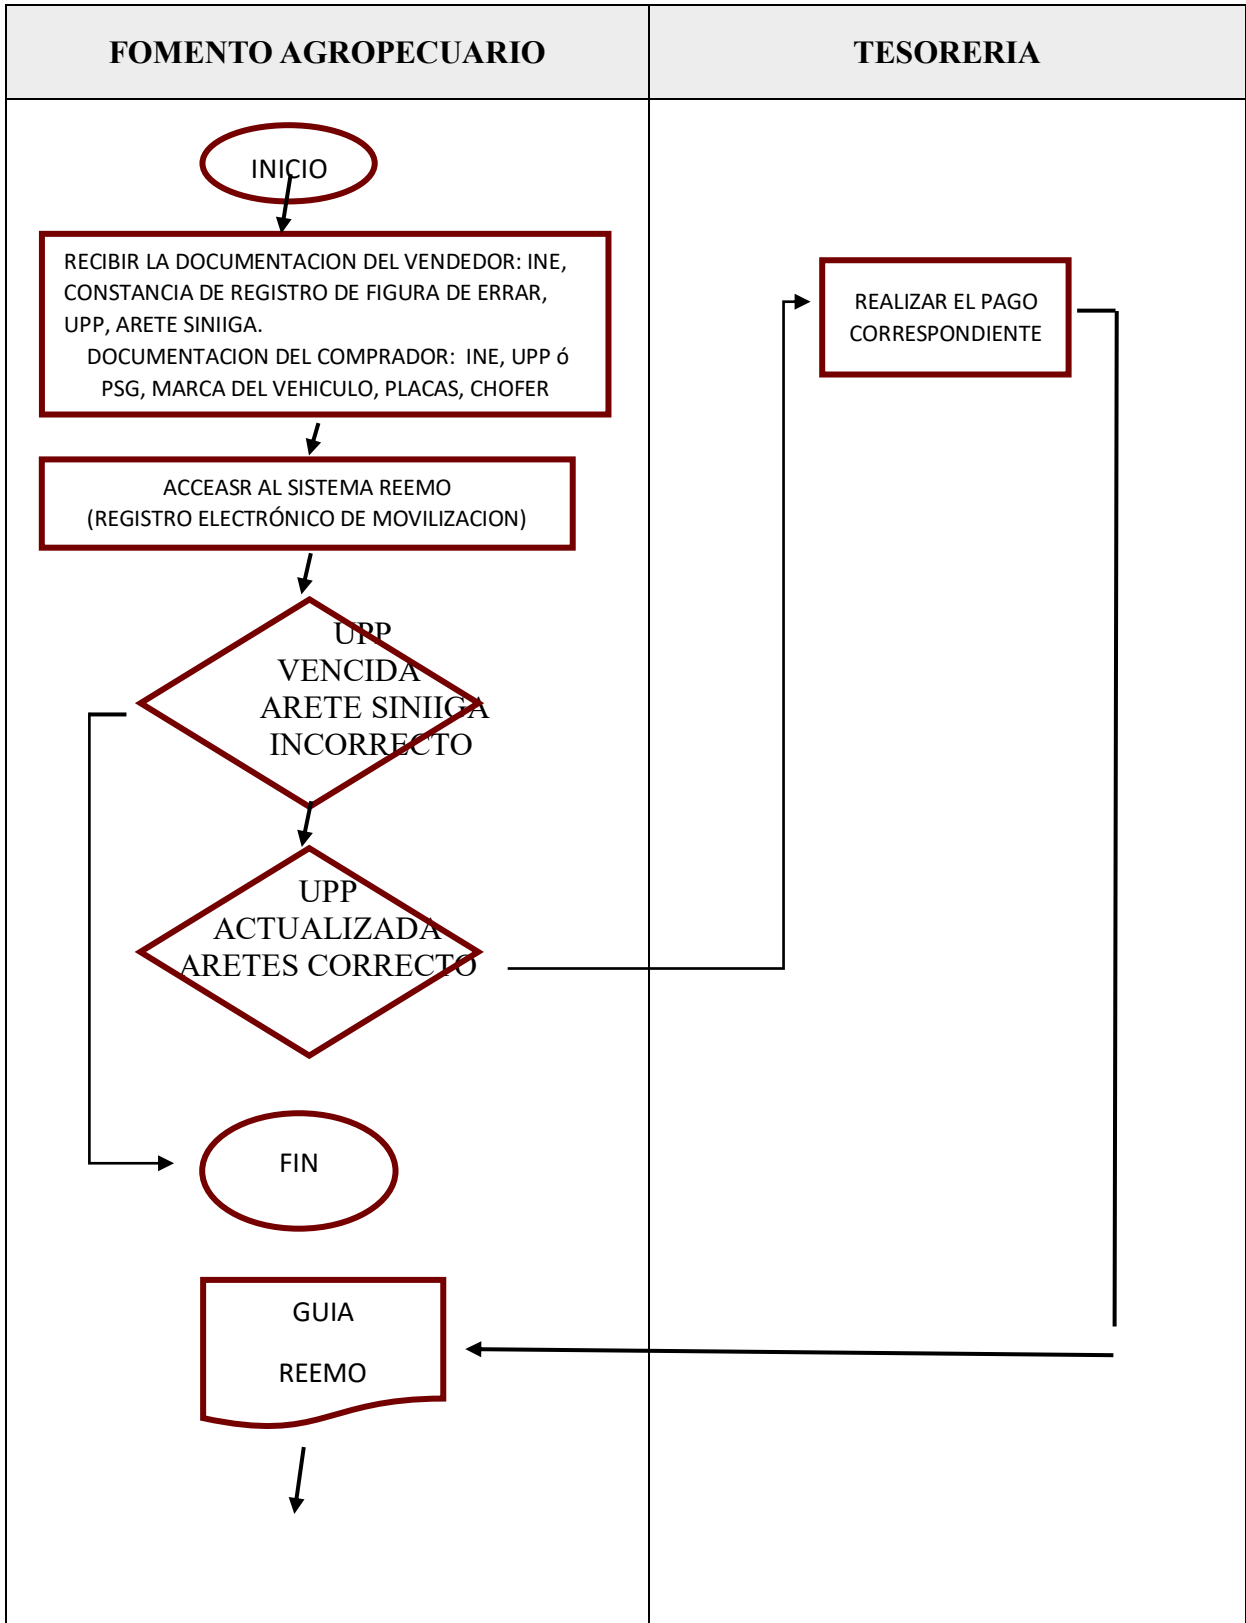 FOMENTO AGROPECUARIO
TESORERIA
INICIO
RECIBIR LA DOCUMENTACION DEL VENDEDOR: INE,
CONSTANCIA DE REGISTRO DE FIGURA DE ERRAR,
UPP, ARETE SINIIGA.
DOCUMENTACION DEL COMPRADOR: INE, UPP ó
PSG, MARCA DEL VEHICULO, PLACAS, CHOFER
REALIZAR EL PAGO
CORRESPONDIENTE
ACCEASR AL SISTEMA REEMO
(REGISTRO ELECTRÓNICO DE MOVILIZACION)
UPP
VENCIDA
ARETE SINIIGA
INCORRECTO
UPP
ACTUALIZADA
ARETES CORRECTO
FIN
GUIA
REEMO